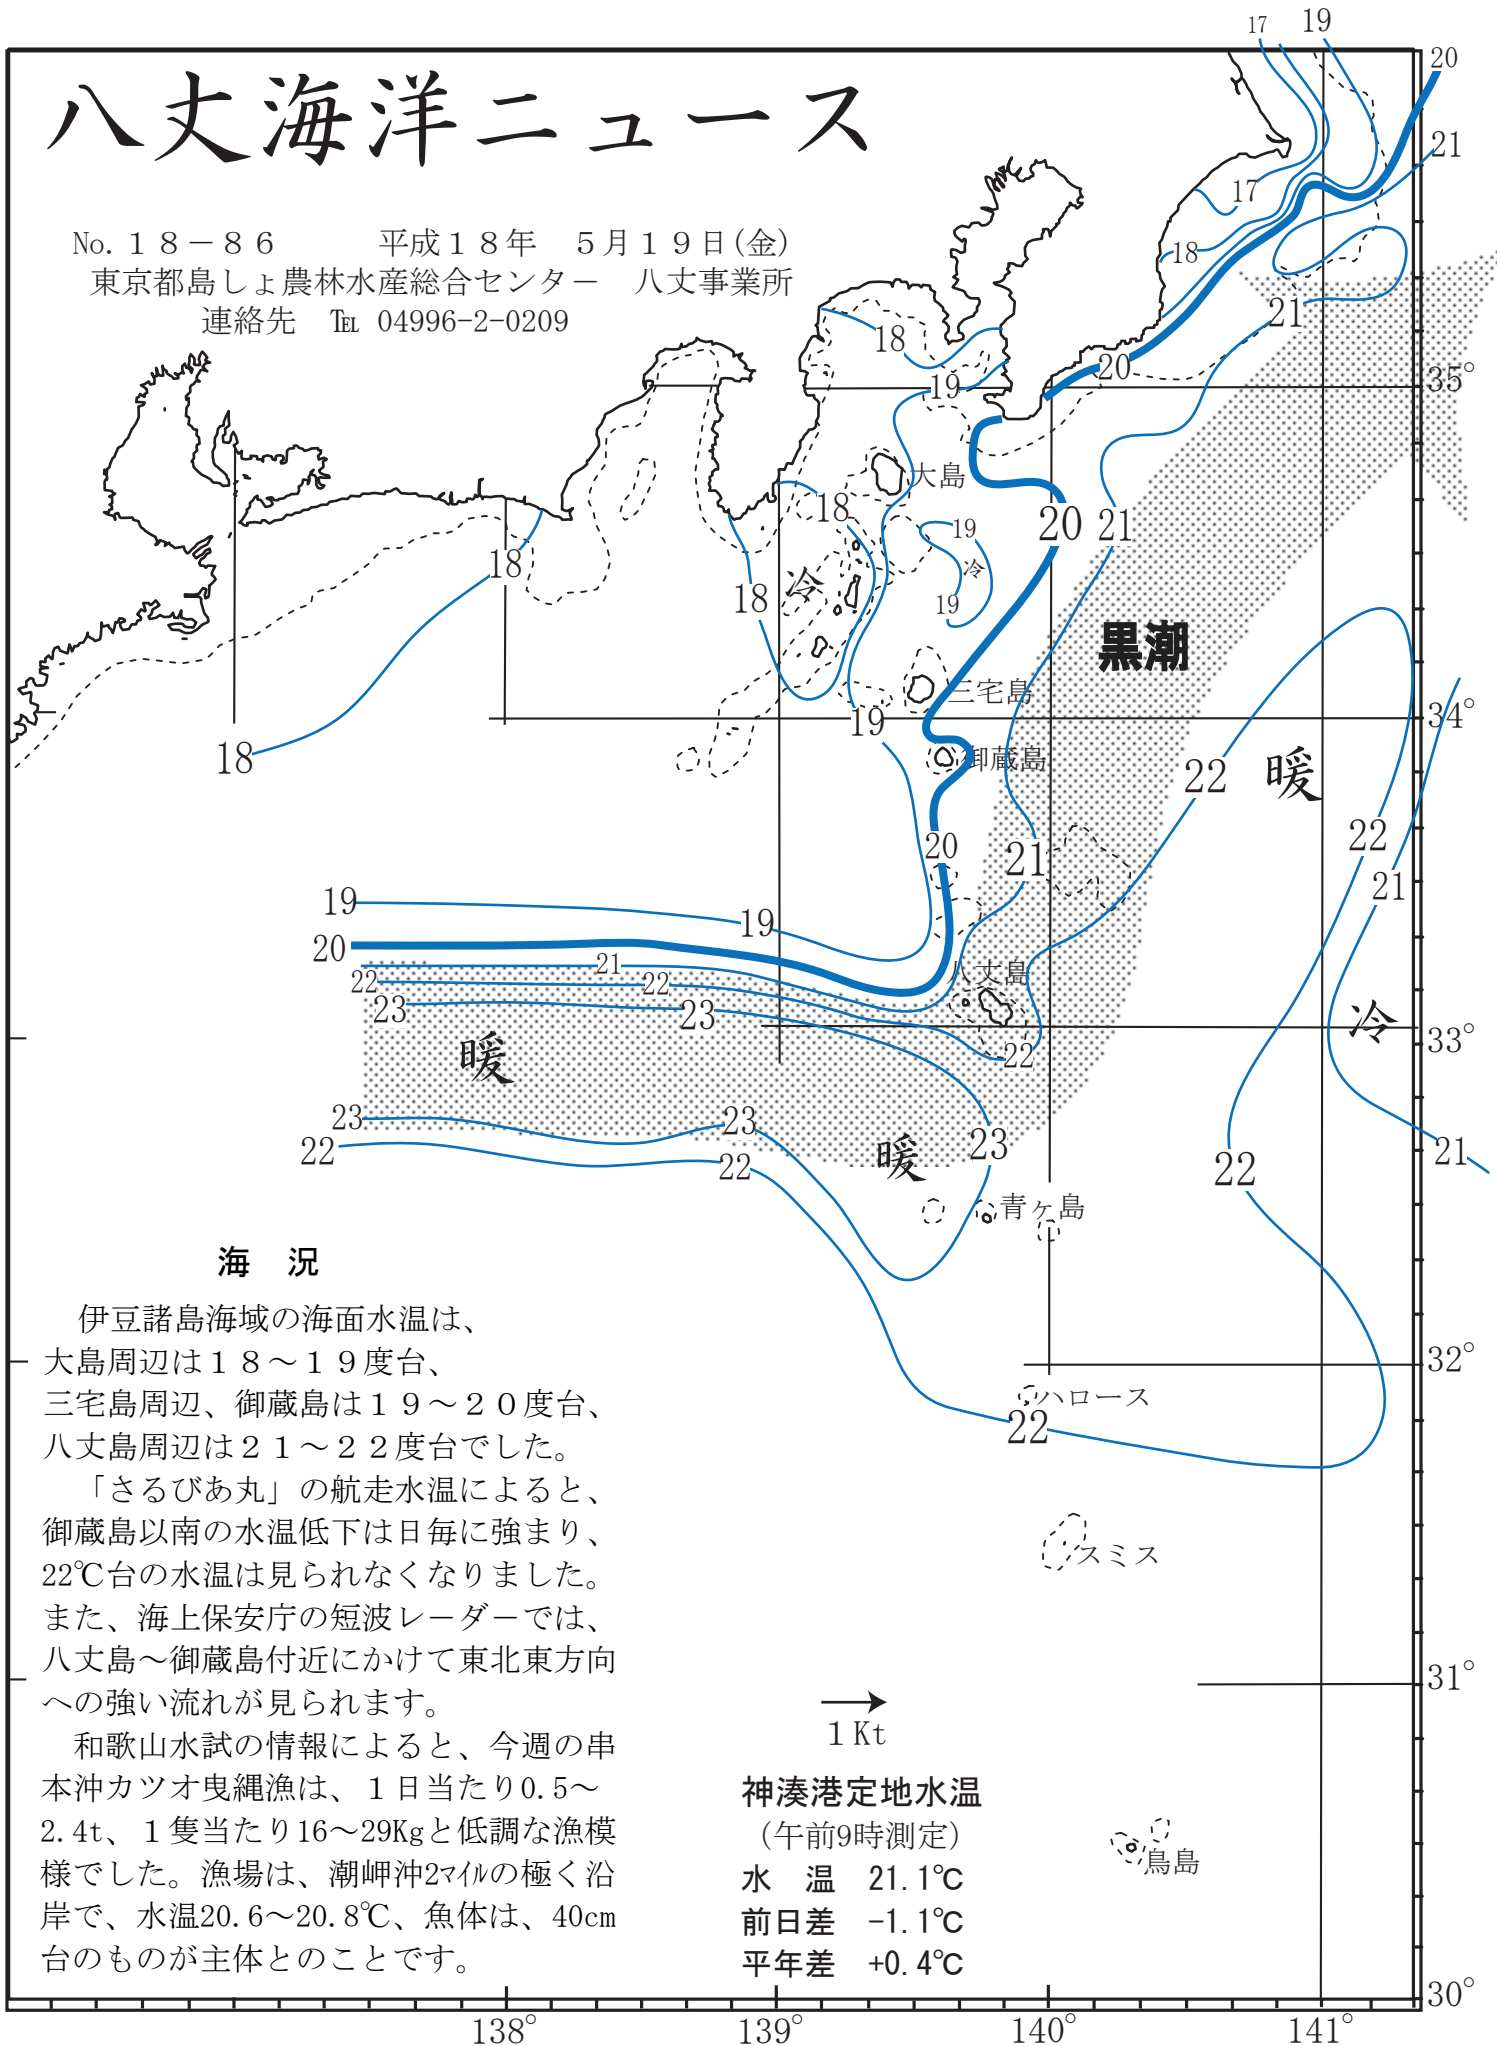 八丈海洋ニュース
No.１８－８６　平成１８年　５月１９日(金)
東京都島しょ農林水産総合センタ－　八丈事業所
連絡先　℡ 04996-2-0209
17
19
20
21
17
18
21
18
19
20
35°
大島
18
20
21
19
冷
19
18
冷
18
黒潮
三宅島
19
34°
18
御蔵島
22
暖
20
21
22
21
19
19
20
21
22
22
23
23
八丈島
22
冷
33°
暖
23
23
22
22
暖
23
22
21
青ヶ島
32°
ハロース
22
スミス
31°
鳥島
30°
138°
139°
140°
141°
海　況
伊豆諸島海域の海面水温は、
大島周辺は１８～１９度台、
三宅島周辺、御蔵島は１９～２０度台、
八丈島周辺は２１～２２度台でした。
「さるびあ丸」の航走水温によると、
御蔵島以南の水温低下は日毎に強まり、
22℃台の水温は見られなくなりました。
また、海上保安庁の短波レ－ダ－では、
八丈島～御蔵島付近にかけて東北東方向
への強い流れが見られます。
和歌山水試の情報によると、今週の串
本沖カツオ曳縄漁は、１日当たり0.5～
2.4t、１隻当たり16～29Kgと低調な漁模
様でした。漁場は、潮岬沖2ﾏｲﾙの極く沿
岸で、水温20.6～20.8℃、魚体は、40cm
台のものが主体とのことです。
1 Kt
神湊港定地水温
（午前9時測定）
水　温　21.1℃
前日差　-1.1℃
平年差　+0.4℃